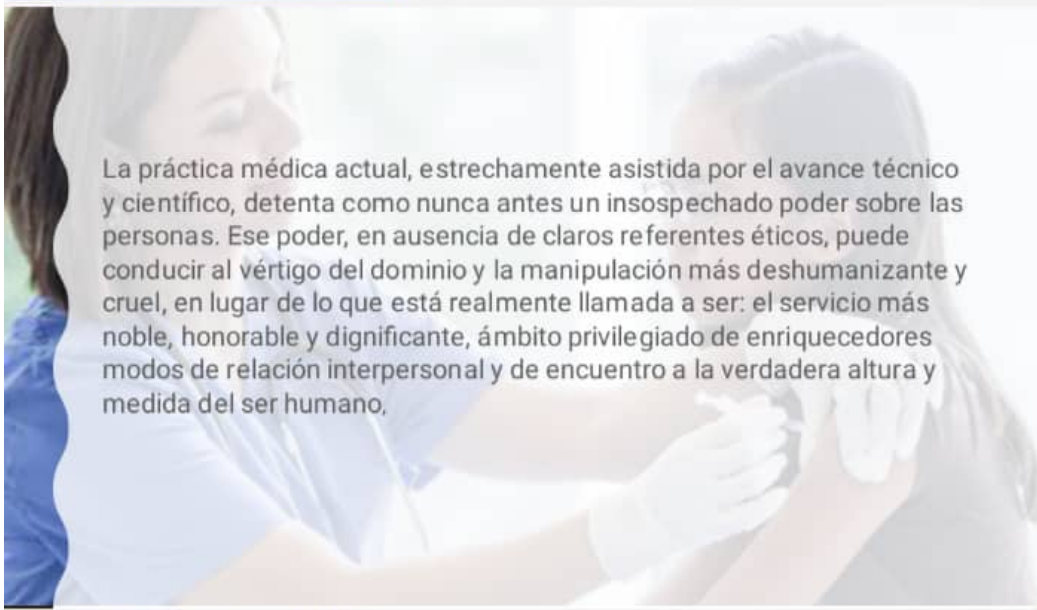 La práctica médica actual, estrechamente asistida por el avance técnico
y científico, detenta como nunca antes un insospechado poder sobre las
personas. Ese poder, en ausencia de claros referentes éticos, puede
conducir al vértigo del dominio y la manipulación más deshumanizante y
cruel, en lugar de lo que está realmente llamada a ser: el servicio más
noble, honorable y dignificante, ámbito privilegiado de enriquecedores
modos de relación interpersonal y de encuentro a la verdadera altura y
medida del ser humano,